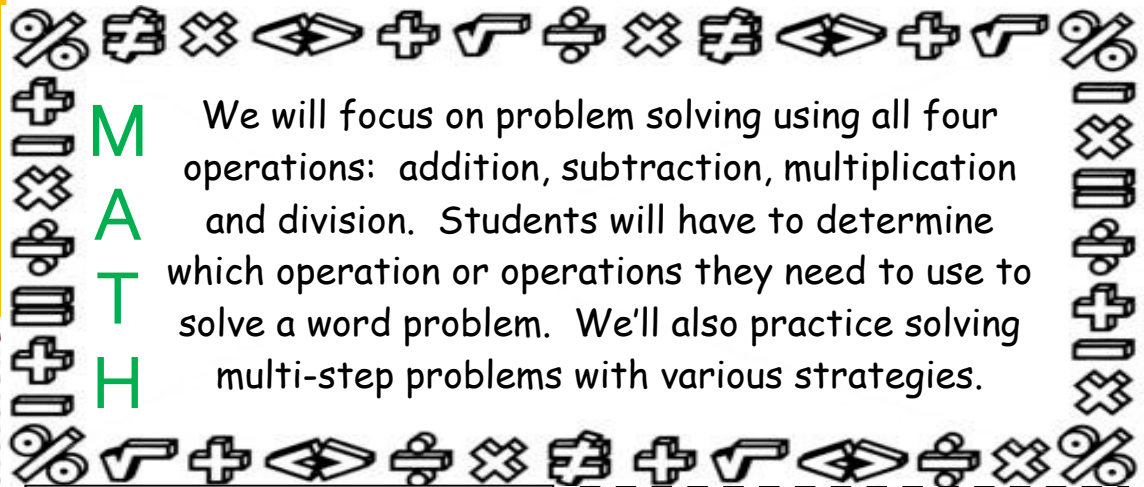 MATH
We will focus on problem solving using all four
operations:  addition, subtraction, multiplication
and division.  Students will have to determine
which operation or operations they need to use to
solve a word problem.  We'll also practice solving
multi-step problems with various strategies.